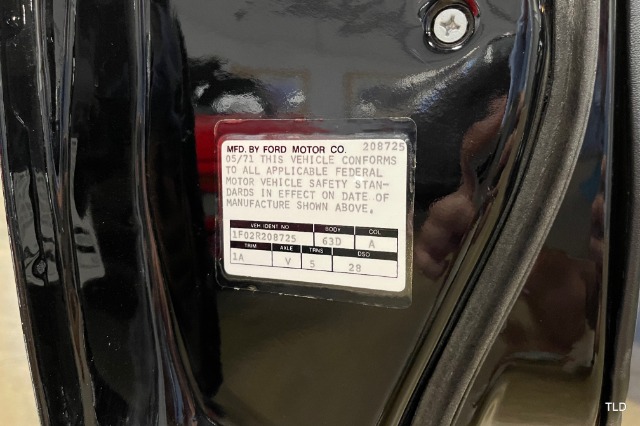 MFD. BY FORD MOTOR CO. 208725
05/71 THIS VEHICLE CONFORMS
TO ALL APPLICABLE FEDERAL
MOTOR VEHICLE SAFETY STAN-
DARDS IN EFFECT ON DATE OF
MANUFACTURE SHOWN ABOVE.
VEH IDENT NO. BODY COL
1F02R208725 63D A
TRIM AXLE TRNS DSO
1A V 5 28
TLD